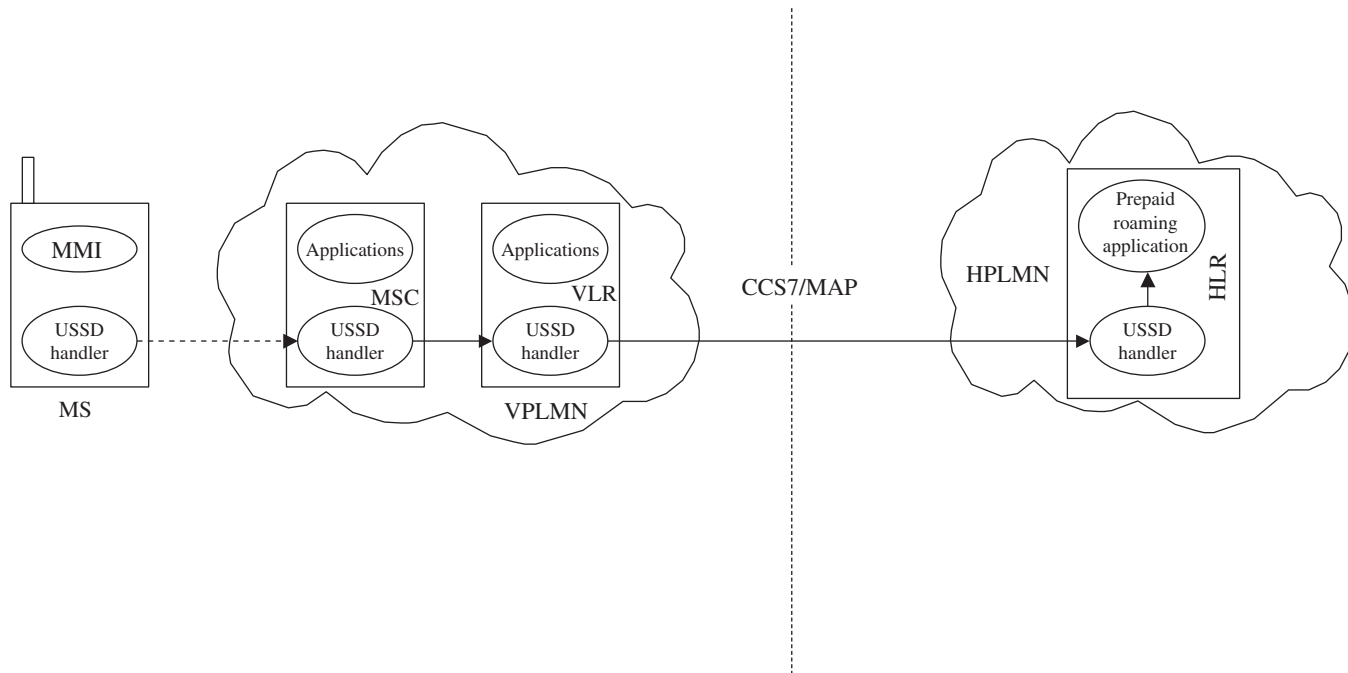 MMI
USSD
handler
MS
Applications
MSC
USSD
handler
Applications
VLR
USSD
handler
VPLMN
CCS7/MAP
HPLMN
Prepaid
roaming
application
HLR
USSD
handler